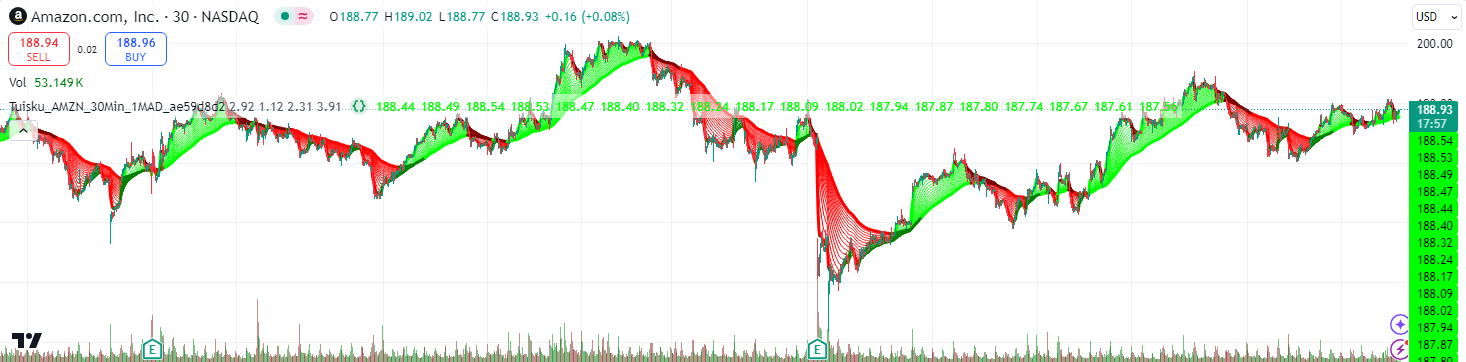 Amazon.com, Inc. · 30 · NASDAQ O188.77 H189.02 L188.77 C188.93 +0.16 (+0.08%)
USD
188.94 SELL
0.02
188.96 BUY
200.00
Vol 53.149 K
Tuisku_AMZN_30Min_1MAD_ae59d8d2 2.92 1.12 2.31 3.91 188.44 188.49 188.54 188.53 188.47 188.40 188.32 188.24 188.17 188.09 188.02 187.94 187.87 187.80 187.74 187.67 187.61 187.56
188.93
17:57
188.54
188.53
188.49
188.47
188.44
188.40
188.32
188.24
188.17
188.09
188.02
187.94
187.87
187.80
E
E